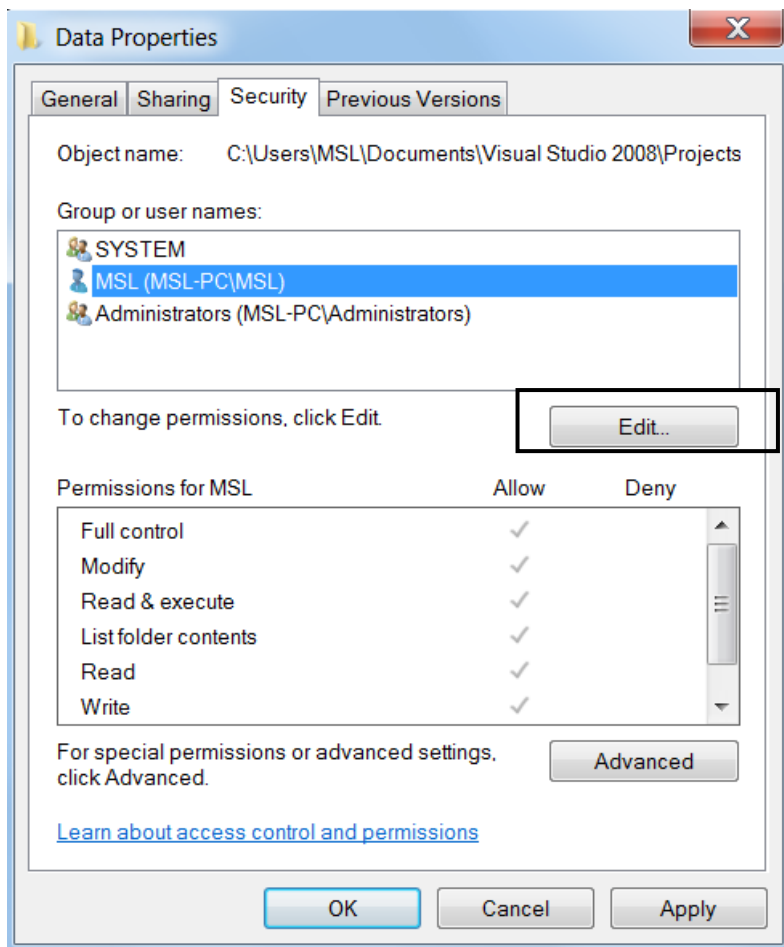 Data Properties
General Sharing Security Previous Versions
Object name: C:\Users\MSL\Documents\Visual Studio 2008\Projects
Group or user names:
SYSTEM
MSL (MSL-PC\MSL)
Administrators (MSL-PC\Administrators)
To change permissions, click Edit.
Edit...
Permissions for MSL Allow Deny
Full control
Modify
Read & execute
List folder contents
Read
Write
For special permissions or advanced settings,
click Advanced.
Advanced
Learn about access control and permissions
OK Cancel Apply